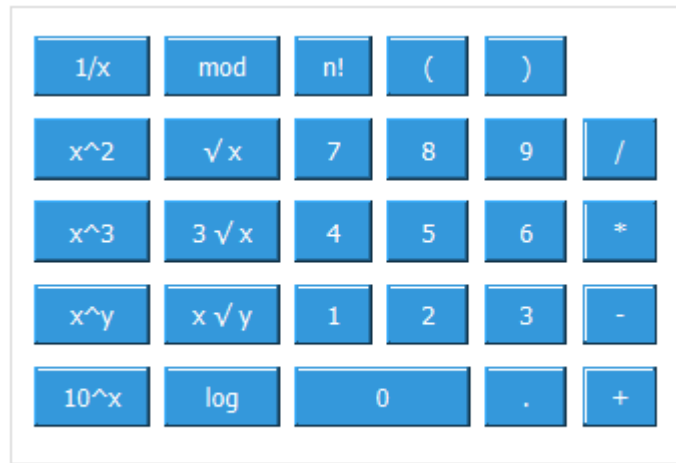 1/x mod n! ( )
x^2 √ x 7 8 9 /
x^3 3 √ x 4 5 6 *
x^y x √ y 1 2 3 -
10^x log 0 . +